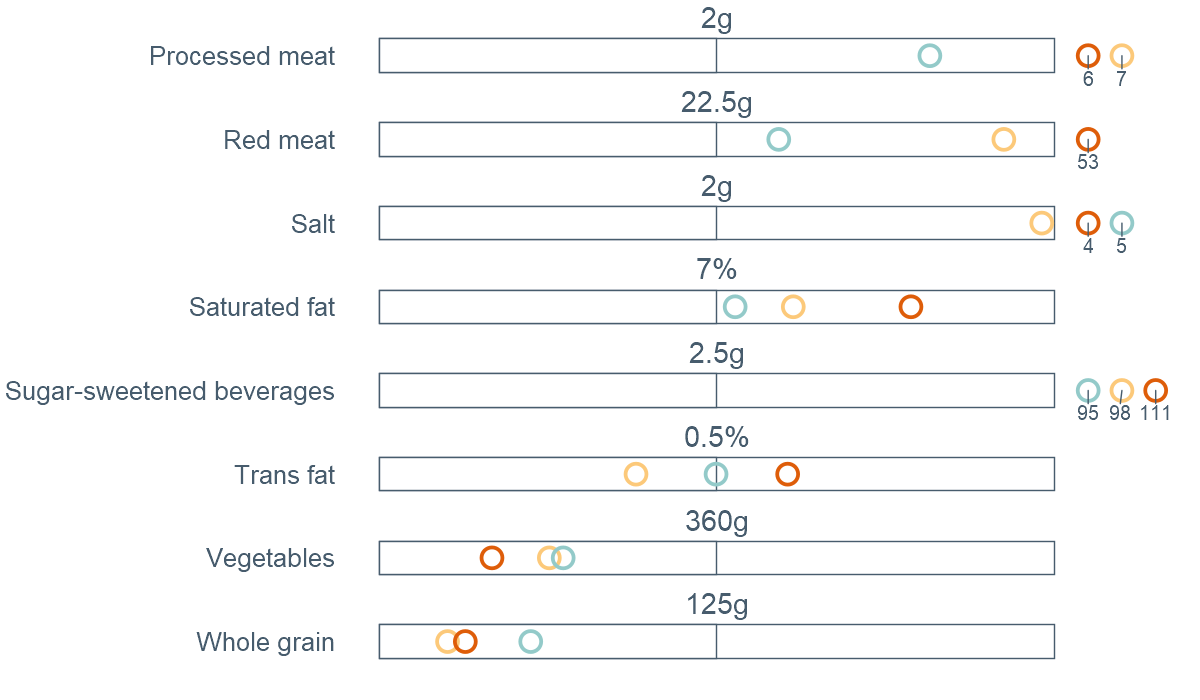 2g
Processed meat
6 7
22.5g
Red meat
53
2g
Salt
4 5
7%
Saturated fat
2.5g
Sugar-sweetened beverages
95 98 111
0.5%
Trans fat
360g
Vegetables
125g
Whole grain